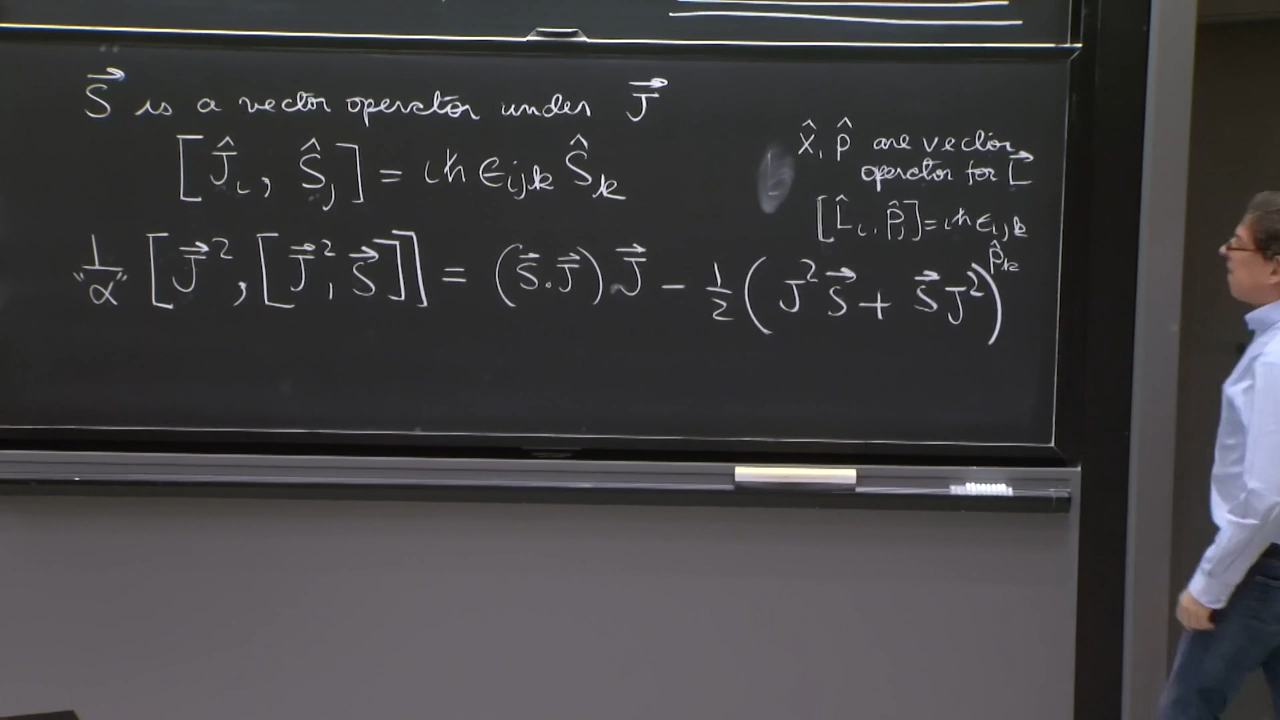 S⃗ is a vector operator under J⃗
[Ĵᵢ, Ŝⱼ] = iħ ϵᵢⱼₖ Ŝₖ
"1/α" [J⃗², [J⃗², S⃗]] = (S⃗·J⃗) J⃗ − 1/2 (J²S⃗ + S⃗J²)
x̂, p̂ are vector
operator for L⃗
[L̂ᵢ, p̂ⱼ] = iħ ϵᵢⱼₖ
p̂ₖ